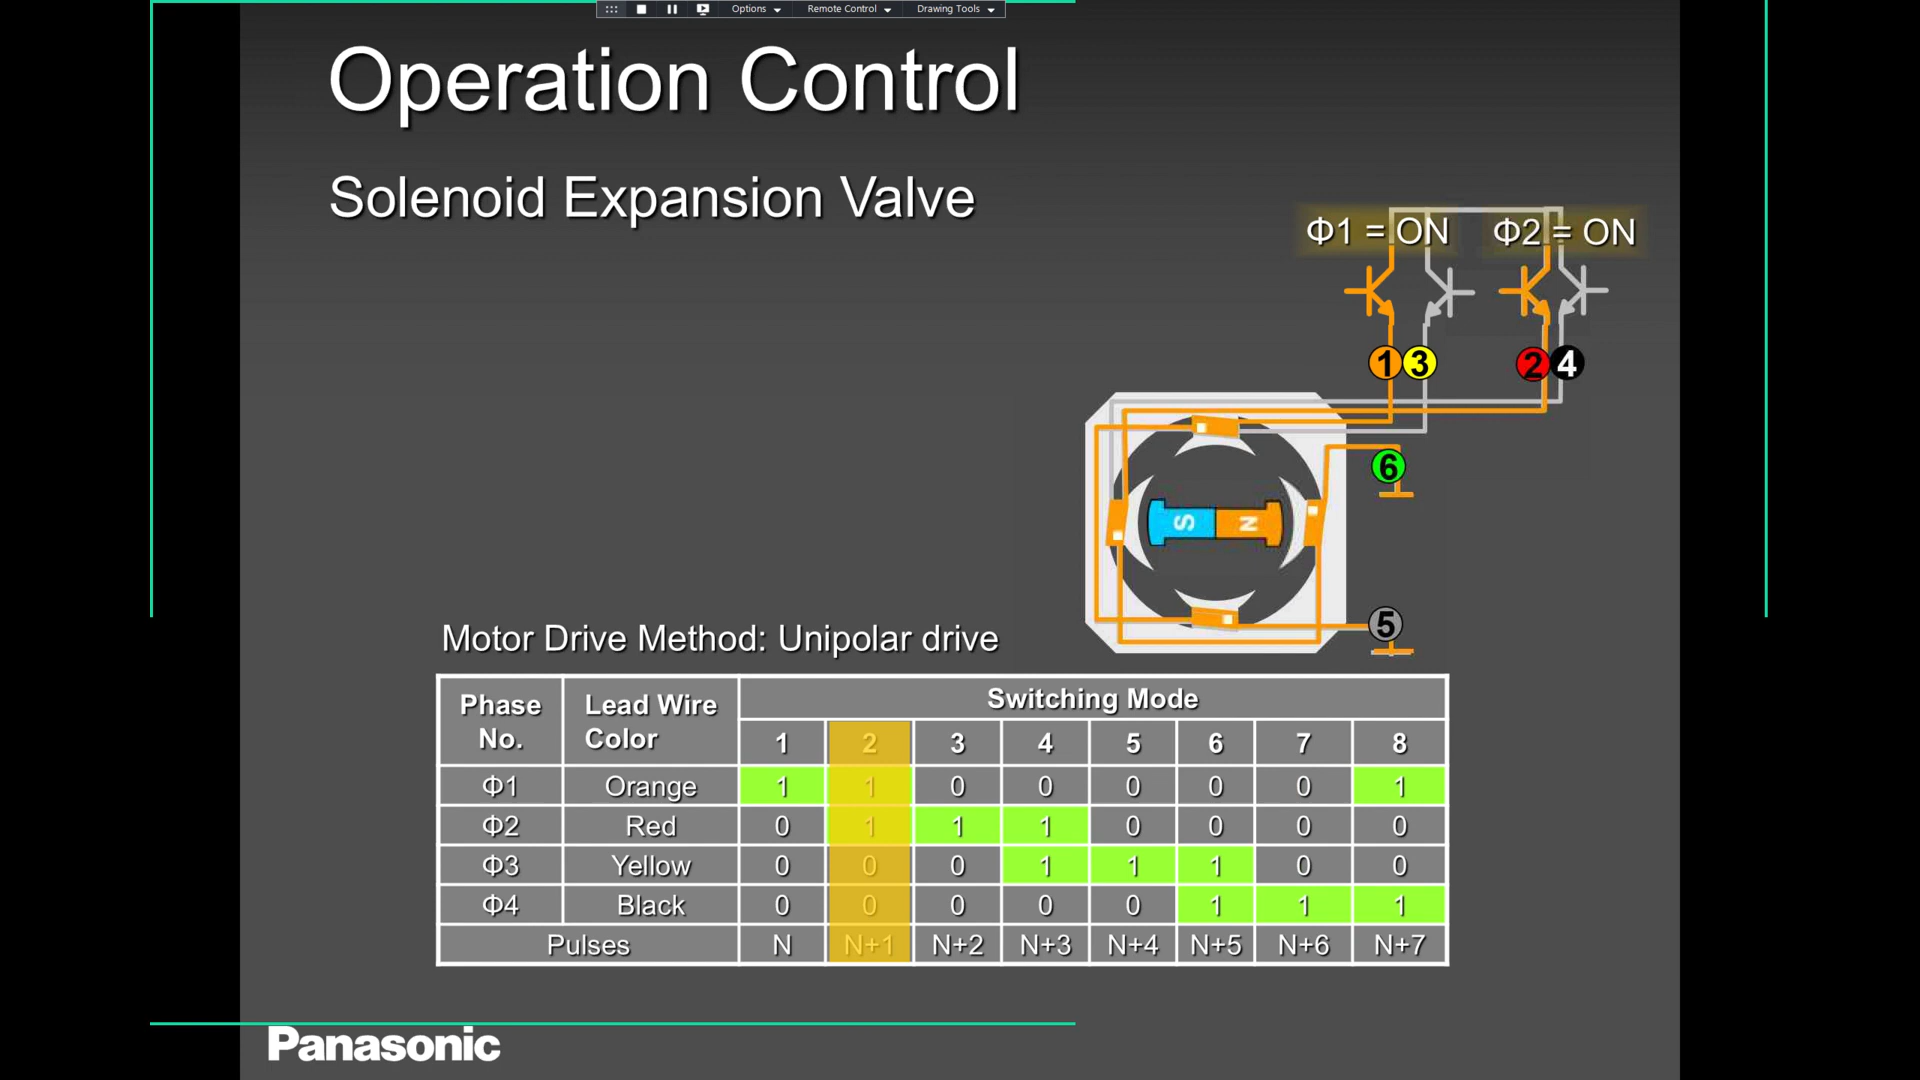 Options
Remote Control
Drawing Tools
Operation Control
Solenoid Expansion Valve
Φ1 = ON
Φ2 = ON
1
3
2
4
6
S
N
5
Motor Drive Method: Unipolar drive
Phase No.
Lead Wire Color
Switching Mode
1 2 3 4 5 6 7 8
Φ1 Orange 1 1 0 0 0 0 0 1
Φ2 Red 0 1 1 1 0 0 0 0
Φ3 Yellow 0 0 0 1 1 1 0 0
Φ4 Black 0 0 0 0 0 1 1 1
Pulses N N+1 N+2 N+3 N+4 N+5 N+6 N+7
Panasonic